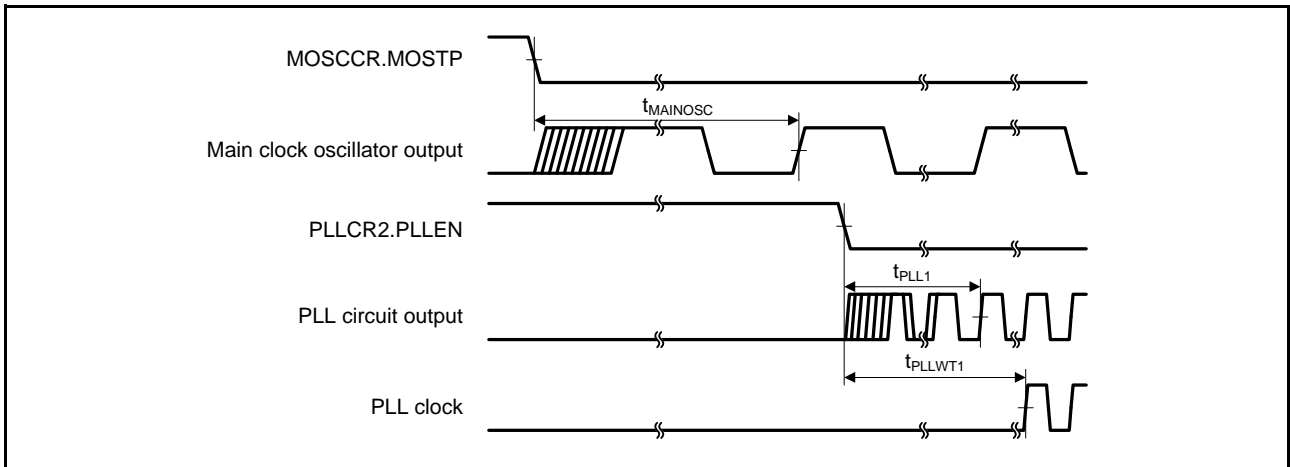 MOSCCR.MOSTP
tMAINOSC
Main clock oscillator output
PLLCR2.PLLEN
tPLL1
PLL circuit output
tPLLWT1
PLL clock